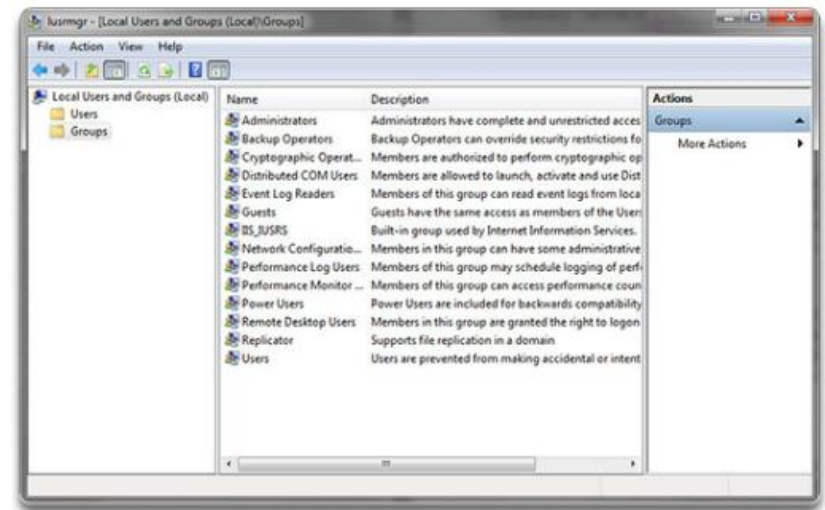 lusrmgr - [Local Users and Groups (Local)\Groups]
File Action View Help
Local Users and Groups (Local)
Users
Groups
Name Description
Administrators Administrators have complete and unrestricted acces
Backup Operators Backup Operators can override security restrictions fo
Cryptographic Operat... Members are authorized to perform cryptographic op
Distributed COM Users Members are allowed to launch, activate and use Dist
Event Log Readers Members of this group can read event logs from loca
Guests Guests have the same access as members of the Users
IIS_IUSRS Built-in group used by Internet Information Services.
Network Configuratio... Members in this group can have some administrative
Performance Log Users Members of this group may schedule logging of perf
Performance Monitor ... Members of this group can access performance coun
Power Users Power Users are included for backwards compatibility
Remote Desktop Users Members in this group are granted the right to logon
Replicator Supports file replication in a domain
Users Users are prevented from making accidental or intent
Actions
Groups
More Actions